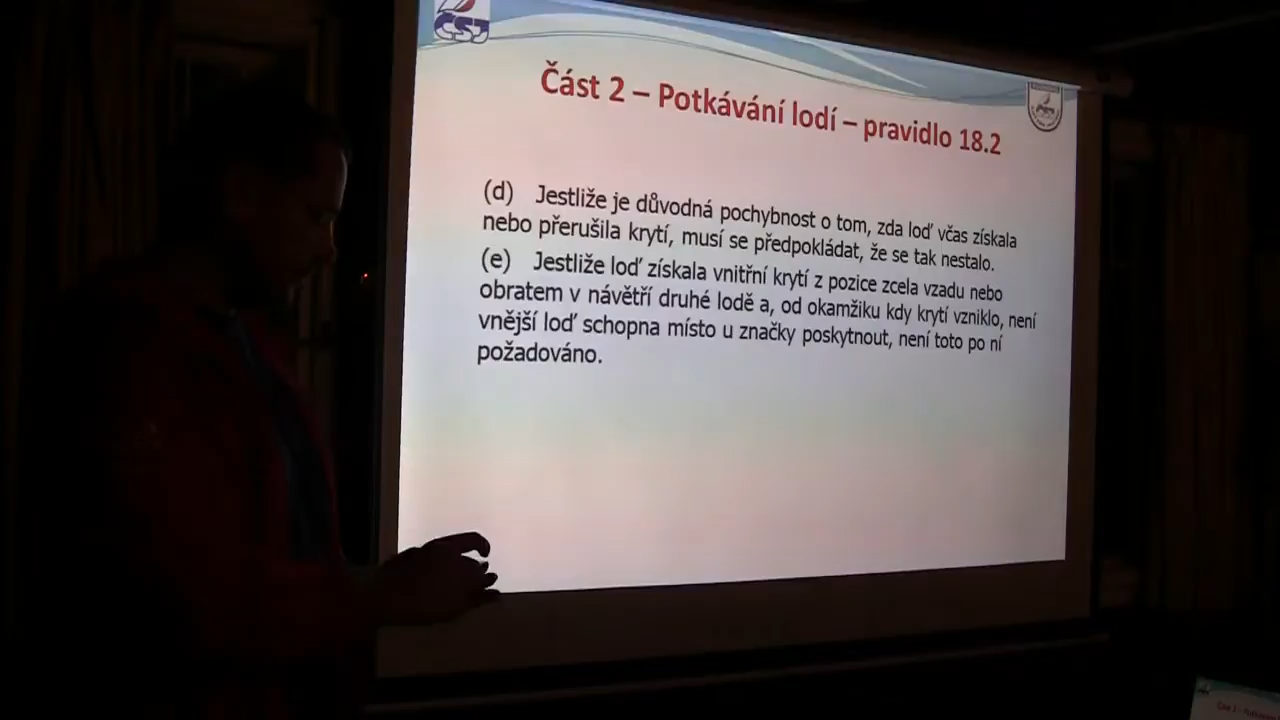 ČSJ
Část 2 – Potkávání lodí – pravidlo 18.2
(d) Jestliže je důvodná pochybnost o tom, zda loď včas získala
nebo přerušila krytí, musí se předpokládat, že se tak nestalo.
(e) Jestliže loď získala vnitřní krytí z pozice zcela vzadu nebo
obratem v návětří druhé lodě a, od okamžiku kdy krytí vzniklo, není
vnější loď schopna místo u značky poskytnout, není toto po ní
požadováno.